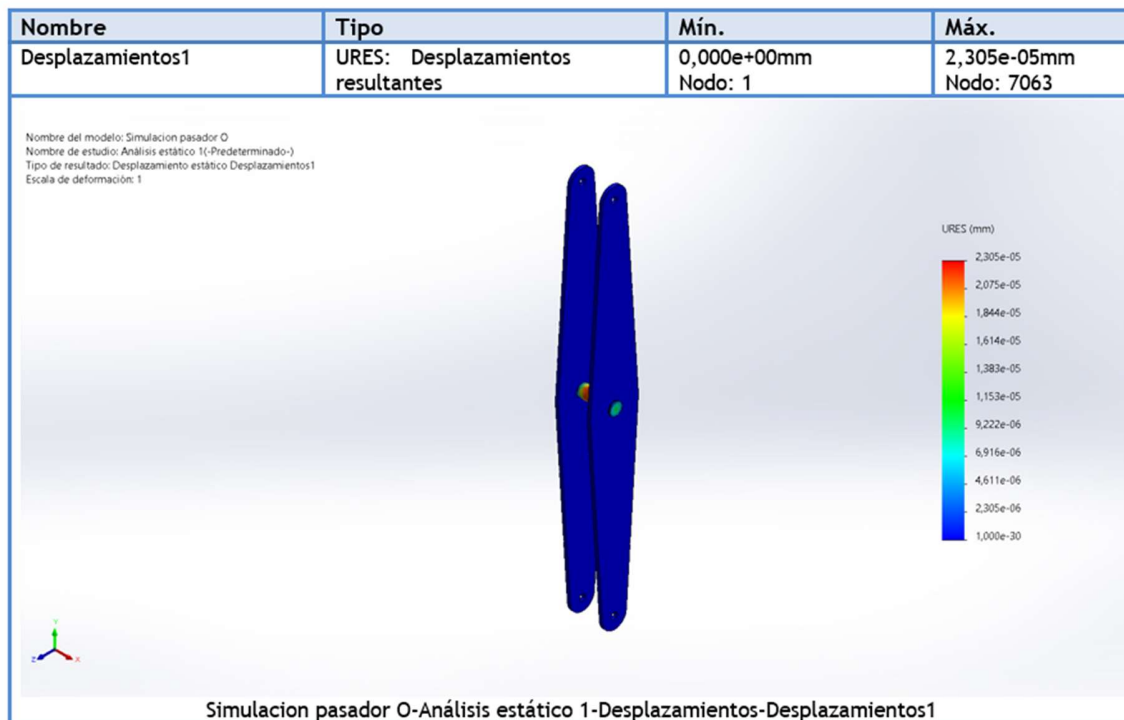 Nombre Tipo Mín. Máx.
Desplazamientos1 URES: Desplazamientos resultantes 0,000e+00mm Nodo: 1 2,305e-05mm Nodo: 7063
Nombre del modelo: Simulacion pasador O
Nombre de estudio: Análisis estático 1(-Predeterminado-)
Tipo de resultado: Desplazamiento estático Desplazamientos1
Escala de deformación: 1
URES (mm)
2,305e-05
2,075e-05
1,844e-05
1,614e-05
1,383e-05
1,153e-05
9,222e-06
6,916e-06
4,611e-06
2,305e-06
1,000e-30
Y
Z
X
Simulacion pasador O-Análisis estático 1-Desplazamientos-Desplazamientos1